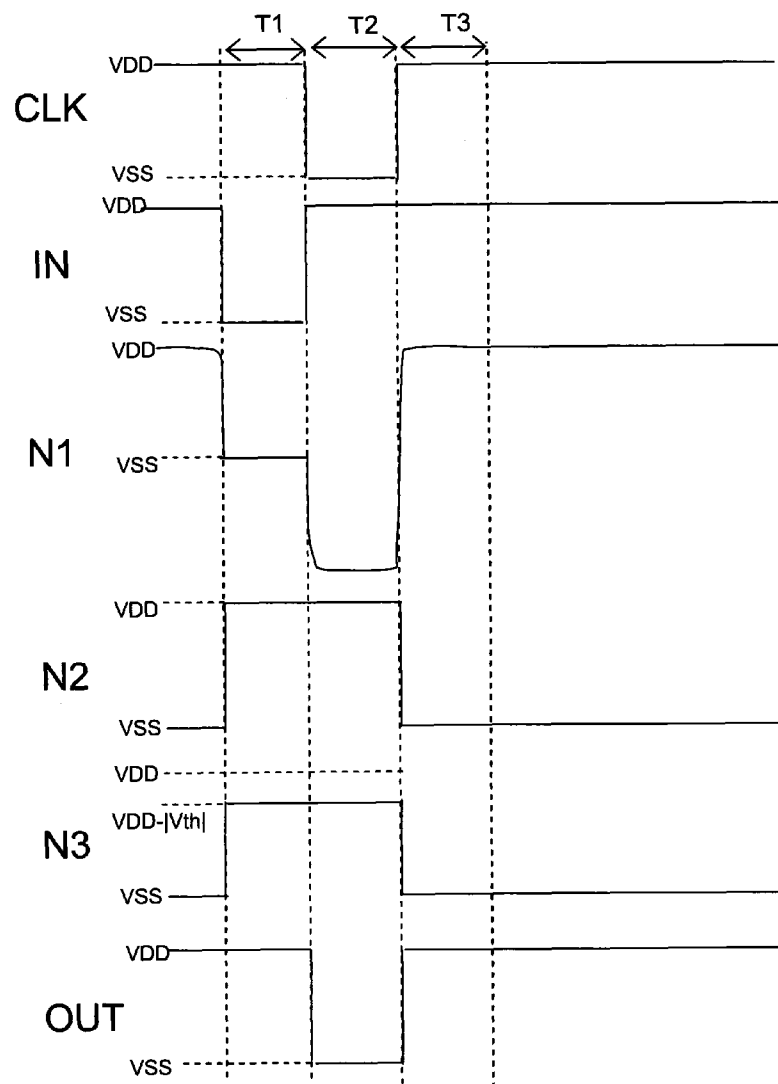 T1 T2 T3
VDD
CLK
VSS
VDD
IN
VSS
VDD
N1
VSS
VDD
N2
VSS
VDD
VDD-|Vth|
N3
VSS
VDD
OUT
VSS